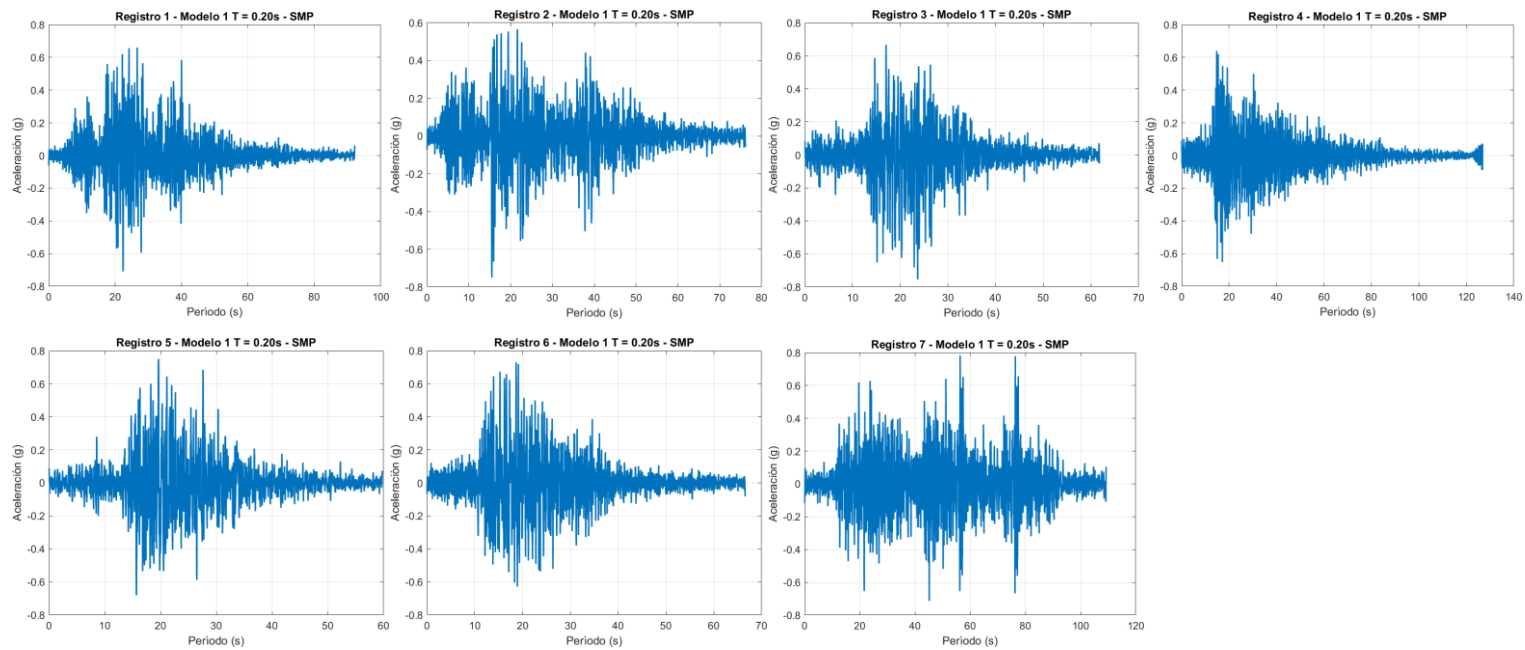 Registro 1 - Modelo 1 T = 0.20s - SMP
Aceleración (g)
0.8
0.6
0.4
0.2
0
-0.2
-0.4
-0.6
-0.8
0 20 40 60 80 100
Periodo (s)
Registro 2 - Modelo 1 T = 0.20s - SMP
Aceleración (g)
0.6
0.4
0.2
0
-0.2
-0.4
-0.6
-0.8
0 10 20 30 40 50 60 70 80
Periodo (s)
Registro 3 - Modelo 1 T = 0.20s - SMP
Aceleración (g)
0.8
0.6
0.4
0.2
0
-0.2
-0.4
-0.6
-0.8
0 10 20 30 40 50 60 70
Periodo (s)
Registro 4 - Modelo 1 T = 0.20s - SMP
Aceleración (g)
0.8
0.6
0.4
0.2
0
-0.2
-0.4
-0.6
-0.8
0 20 40 60 80 100 120 140
Periodo (s)
Registro 5 - Modelo 1 T = 0.20s - SMP
Aceleración (g)
0.8
0.6
0.4
0.2
0
-0.2
-0.4
-0.6
-0.8
0 10 20 30 40 50 60
Periodo (s)
Registro 6 - Modelo 1 T = 0.20s - SMP
Aceleración (g)
0.8
0.6
0.4
0.2
0
-0.2
-0.4
-0.6
-0.8
0 10 20 30 40 50 60 70
Periodo (s)
Registro 7 - Modelo 1 T = 0.20s - SMP
Aceleración (g)
0.8
0.6
0.4
0.2
0
-0.2
-0.4
-0.6
-0.8
0 20 40 60 80 100 120
Periodo (s)